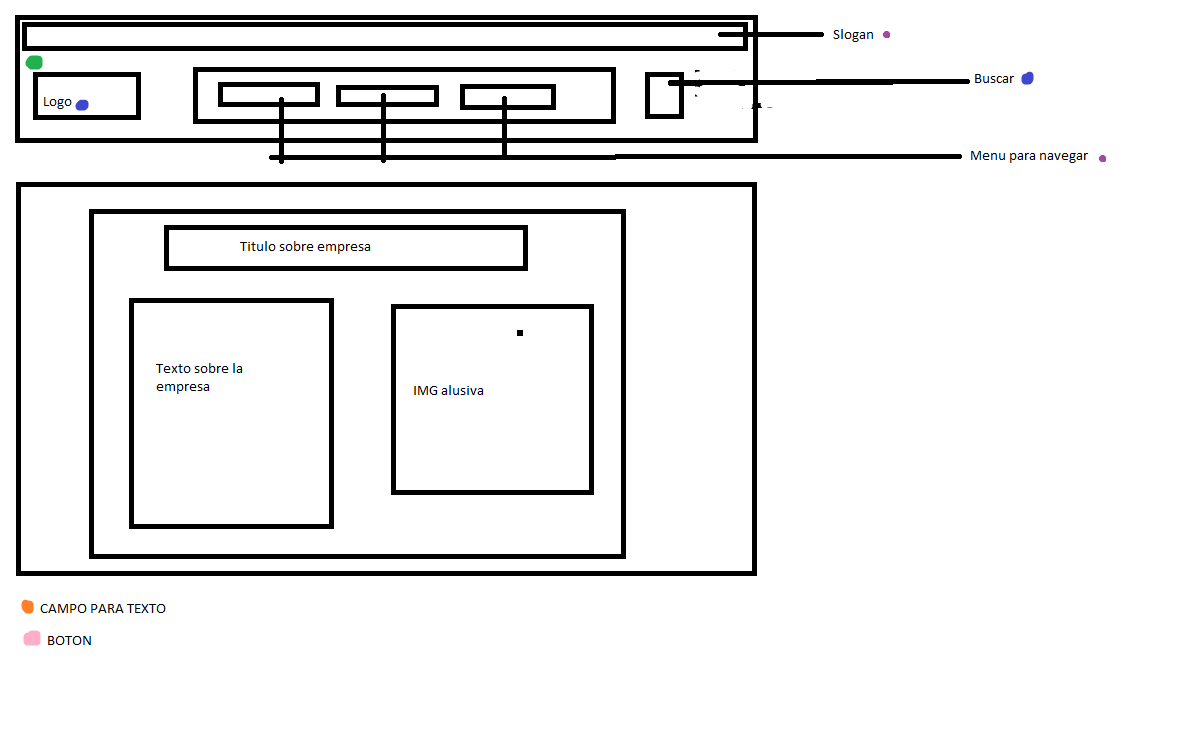 Slogan
Buscar
Logo
Menu para navegar
Titulo sobre empresa
Texto sobre la
empresa
IMG alusiva
CAMPO PARA TEXTO
BOTON